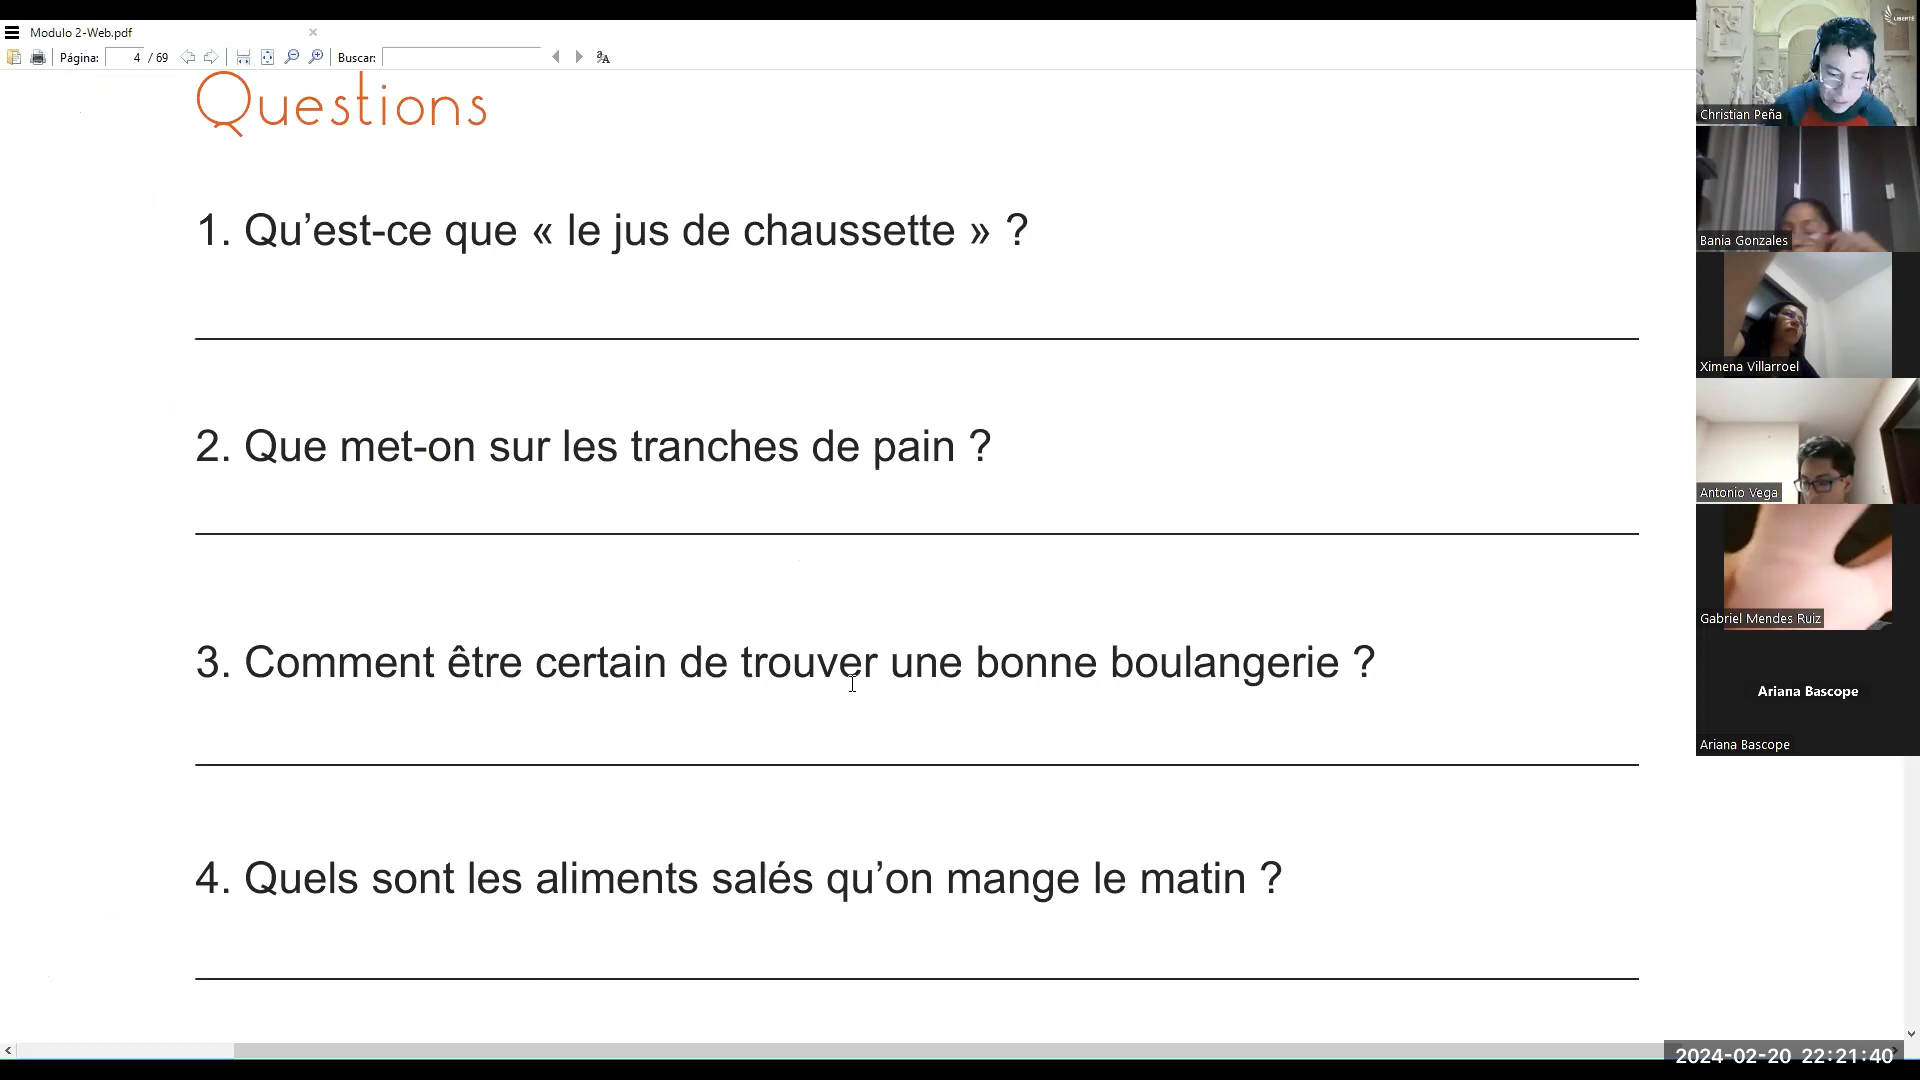 Modulo 2-Web.pdf
Página: 4 / 69 Buscar:
Questions
1. Qu’est-ce que « le jus de chaussette » ?
2. Que met-on sur les tranches de pain ?
3. Comment être certain de trouver une bonne boulangerie ?
4. Quels sont les aliments salés qu’on mange le matin ?
LIBERTÉ
Christian Peña
Bania Gonzales
Ximena Villarroel
Antonio Vega
Gabriel Mendes Ruiz
Ariana Bascope
Ariana Bascope
2024-02-20 22:21:40